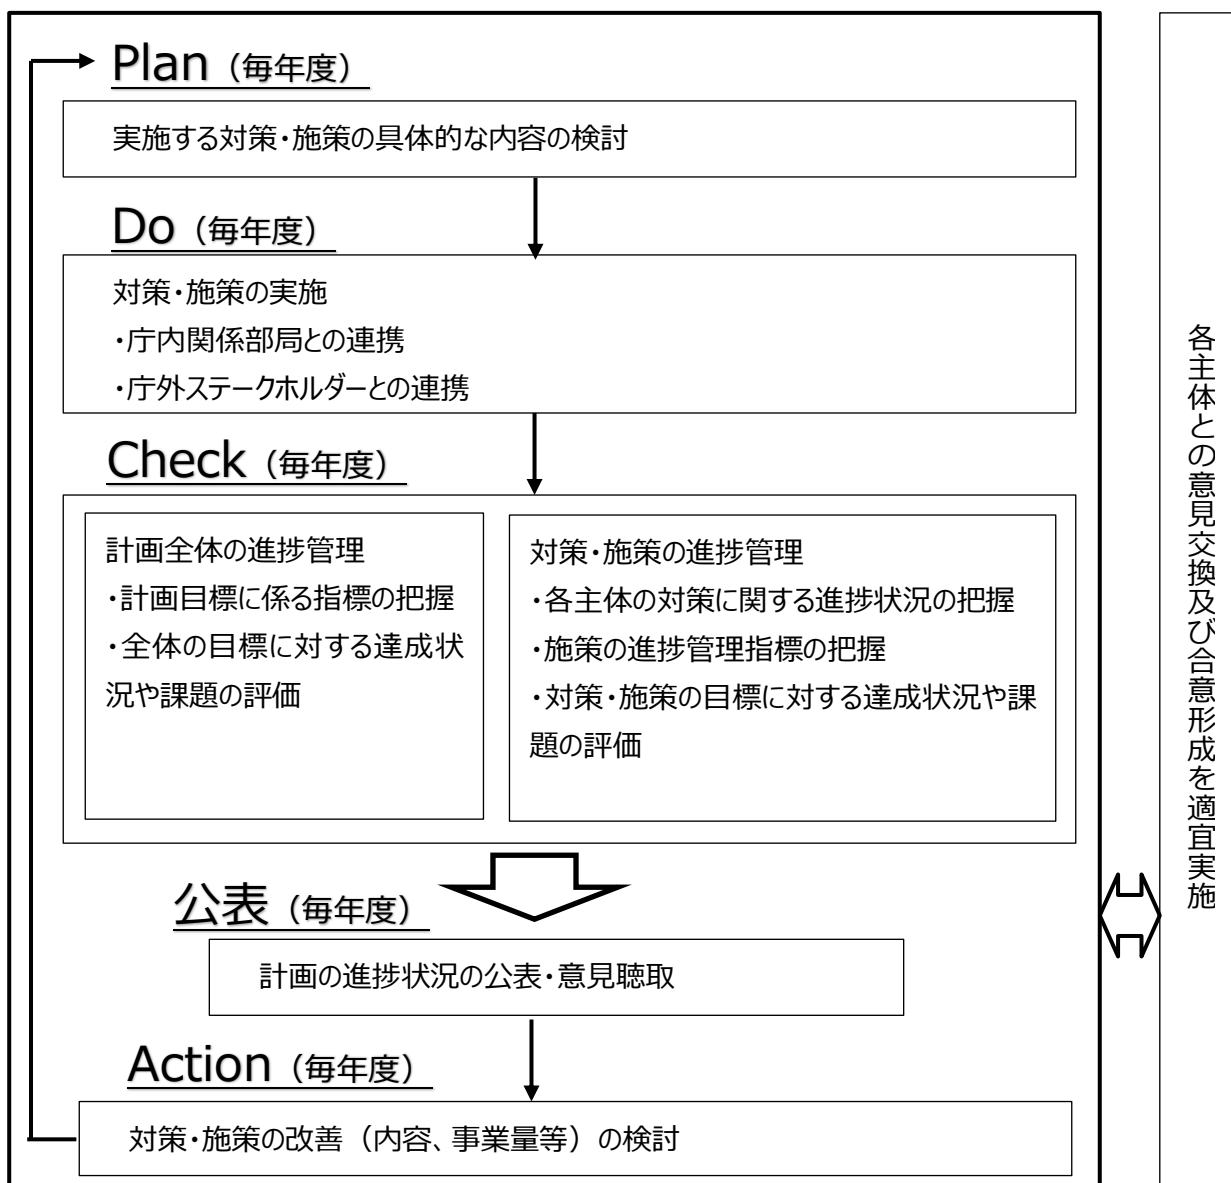 Plan（毎年度）
実施する対策・施策の具体的な内容の検討
Do（毎年度）
対策・施策の実施
・庁内関係部局との連携
・庁外ステークホルダーとの連携
Check（毎年度）
計画全体の進捗管理
・計画目標に係る指標の把握
・全体の目標に対する達成状
況や課題の評価
対策・施策の進捗管理
・各主体の対策に関する進捗状況の把握
・施策の進捗管理指標の把握
・対策・施策の目標に対する達成状況や課
題の評価
公表（毎年度）
計画の進捗状況の公表・意見聴取
Action（毎年度）
対策・施策の改善（内容、事業量等）の検討
各主体との意見交換及び合意形成を適宜実施